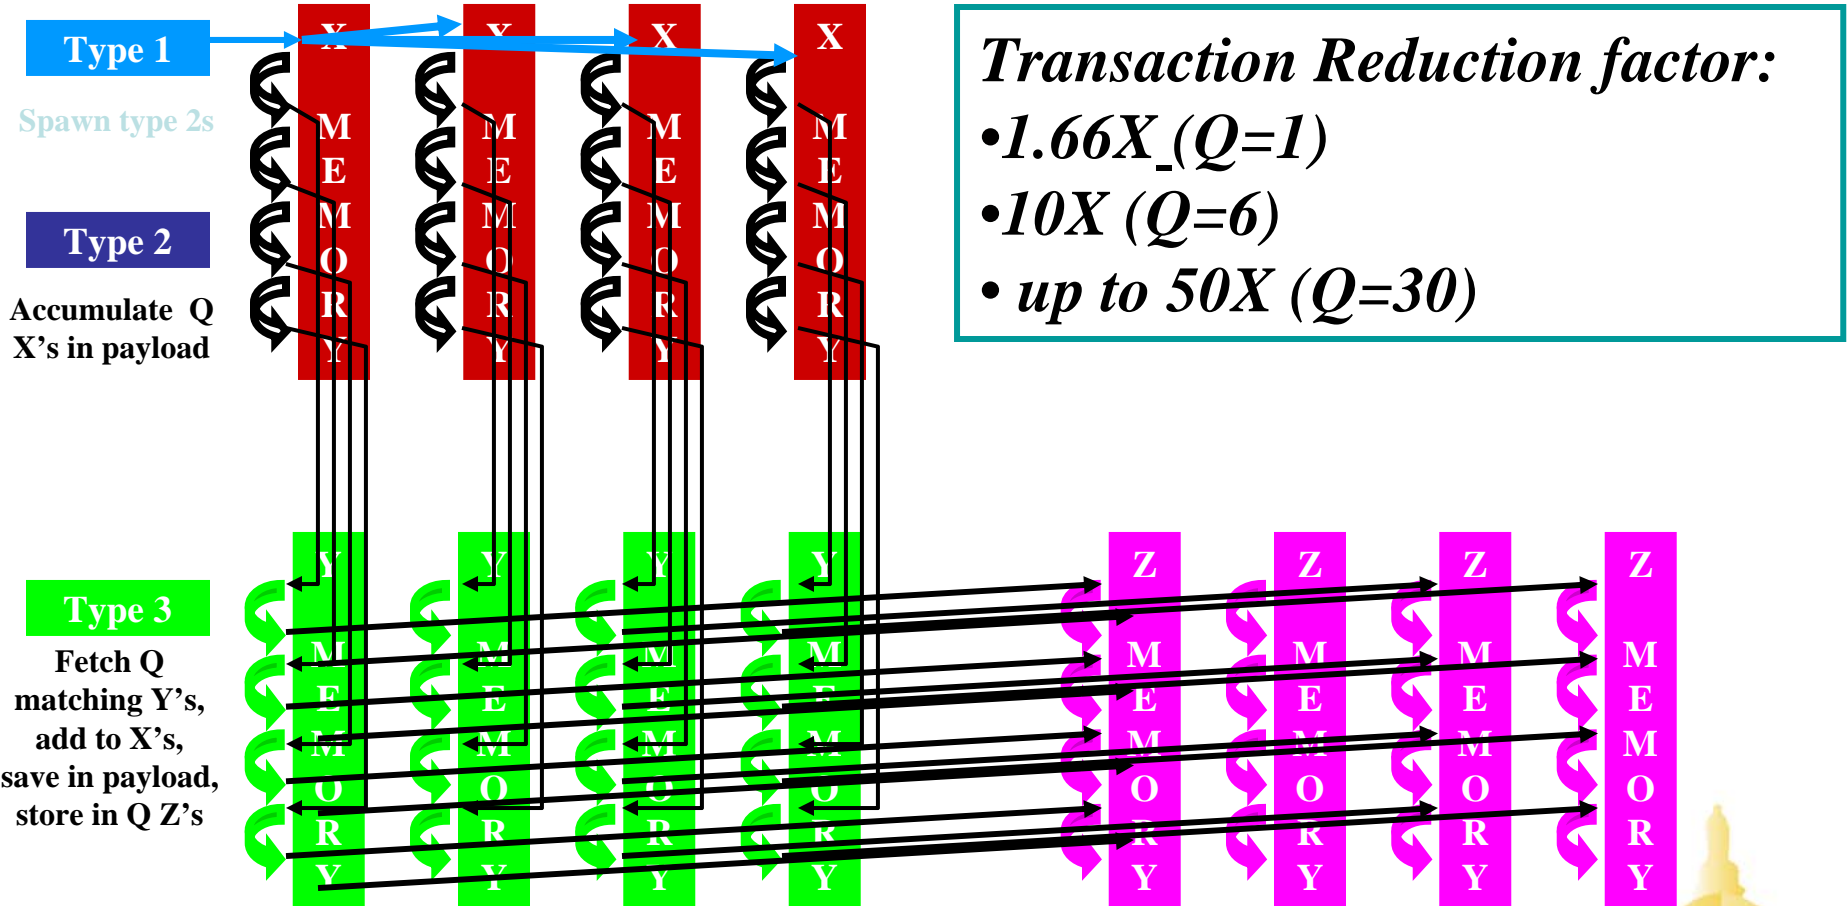 Type 1
Spawn type 2s
Type 2
Accumulate Q
X's in payload
X MEMORY
X MEMORY
X MEMORY
X MEMORY
Transaction Reduction factor:
•1.66X (Q=1)
•10X (Q=6)
• up to 50X (Q=30)
Type 3
Fetch Q
matching Y's,
add to X's,
save in payload,
store in Q Z's
Y MEMORY
Y MEMORY
Y MEMORY
Y MEMORY
Z MEMORY
Z MEMORY
Z MEMORY
Z MEMORY